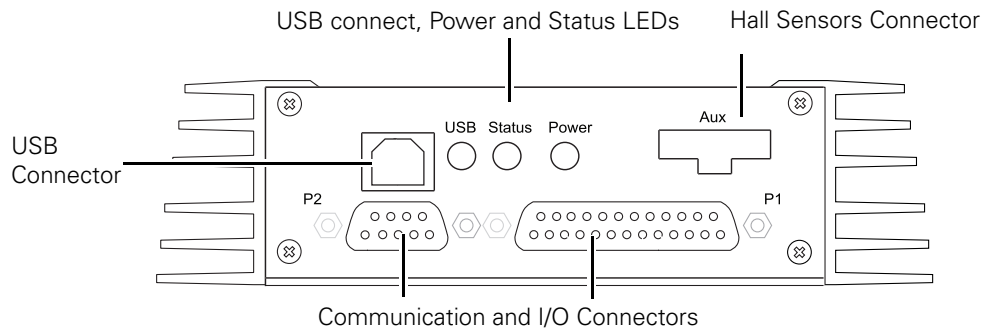 USB connect, Power and Status LEDs
Hall Sensors Connector
Aux
USB Status Power
USB
Connector
P2
P1
Communication and I/O Connectors